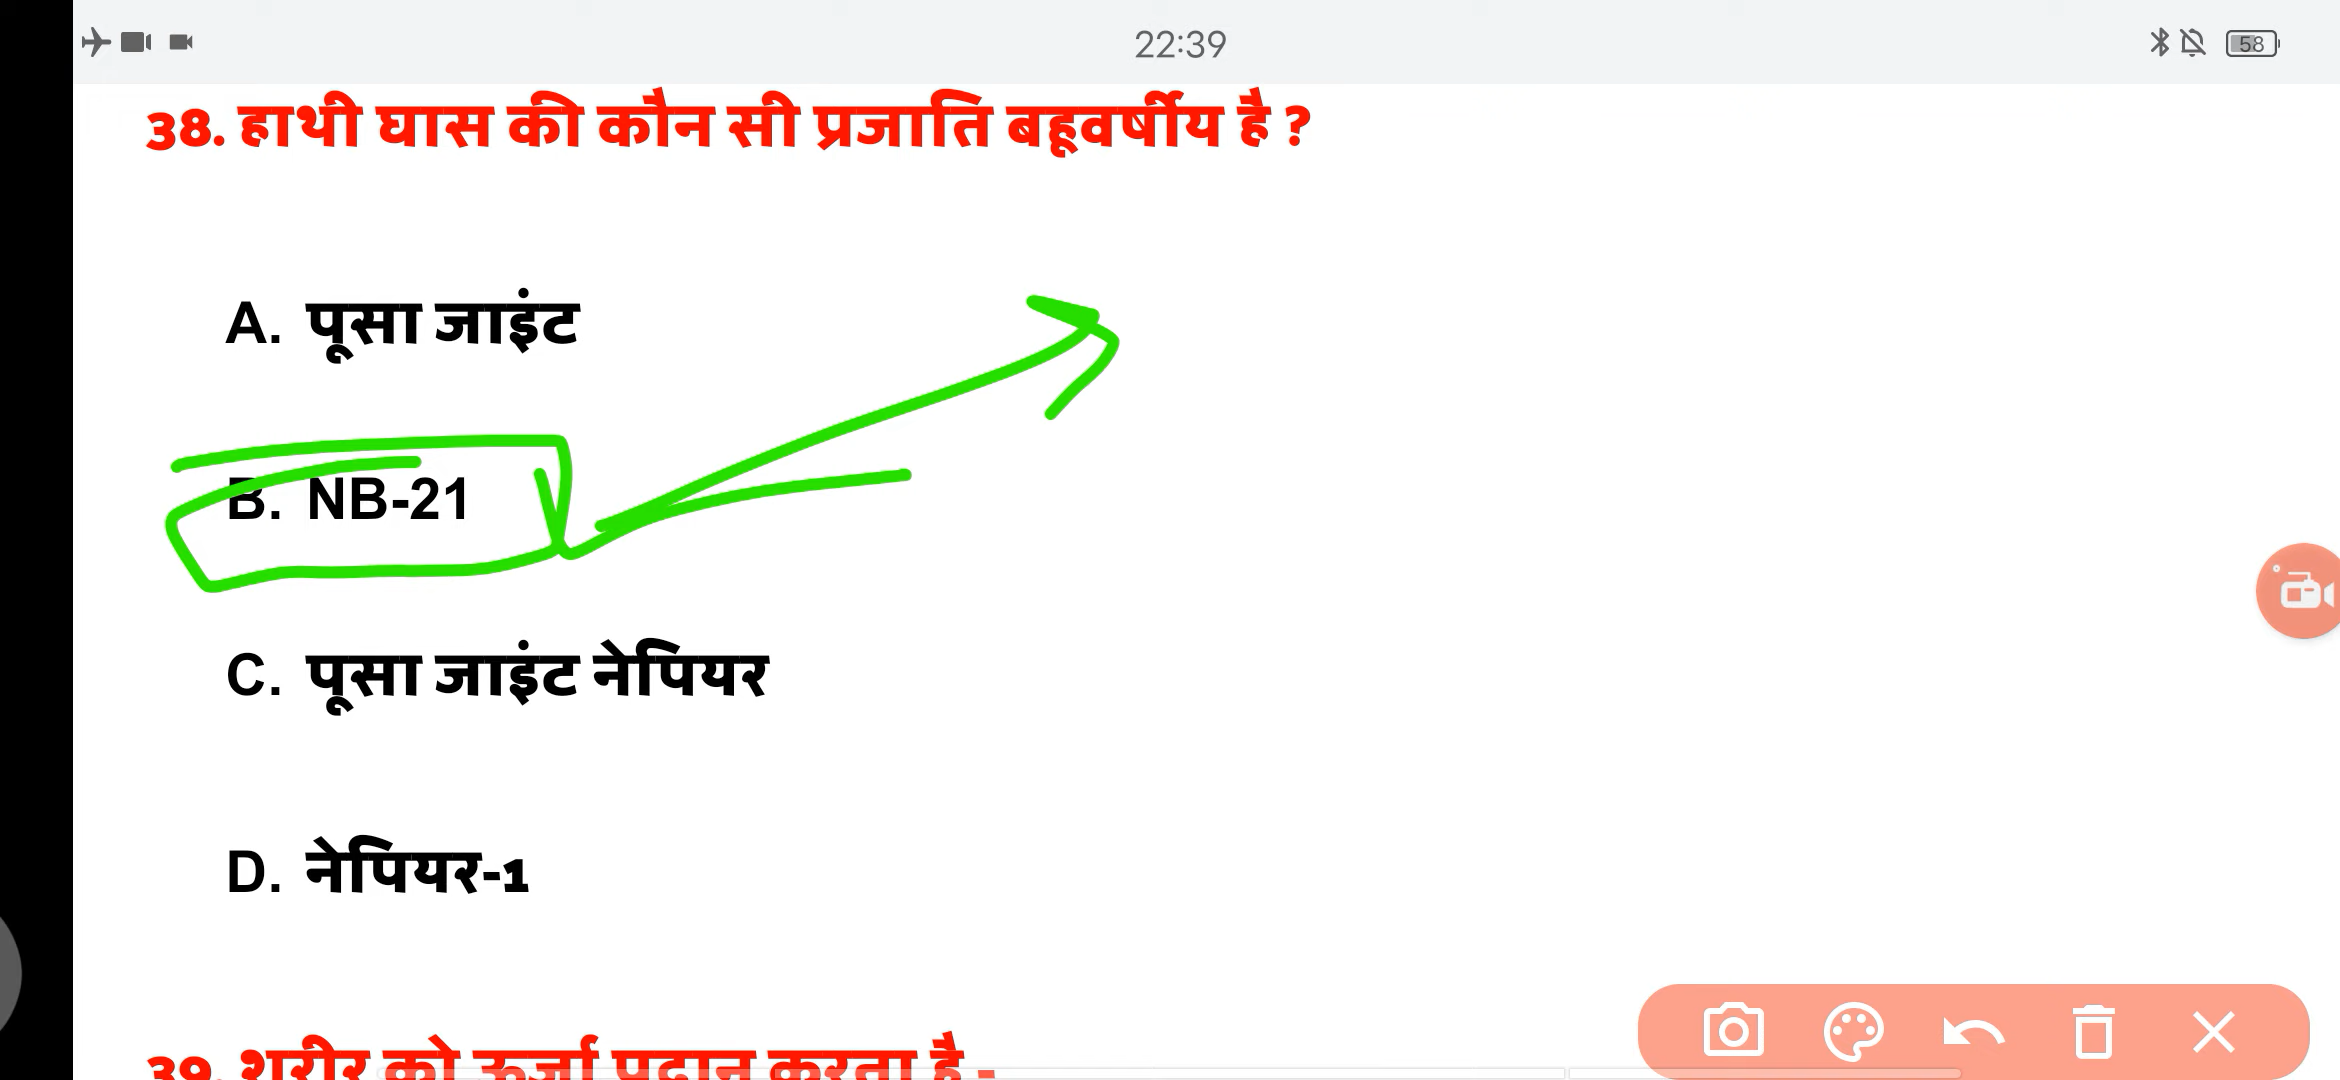 22:39
58
38. हाथी घास की कौन सी प्रजाति बहूवर्षीय है ?
A. पूसा जाइंट
B. NB-21
C. पूसा जाइंट नेपियर
D. नेपियर-1
39. शरीर को ऊर्जा प्रदान करता है -